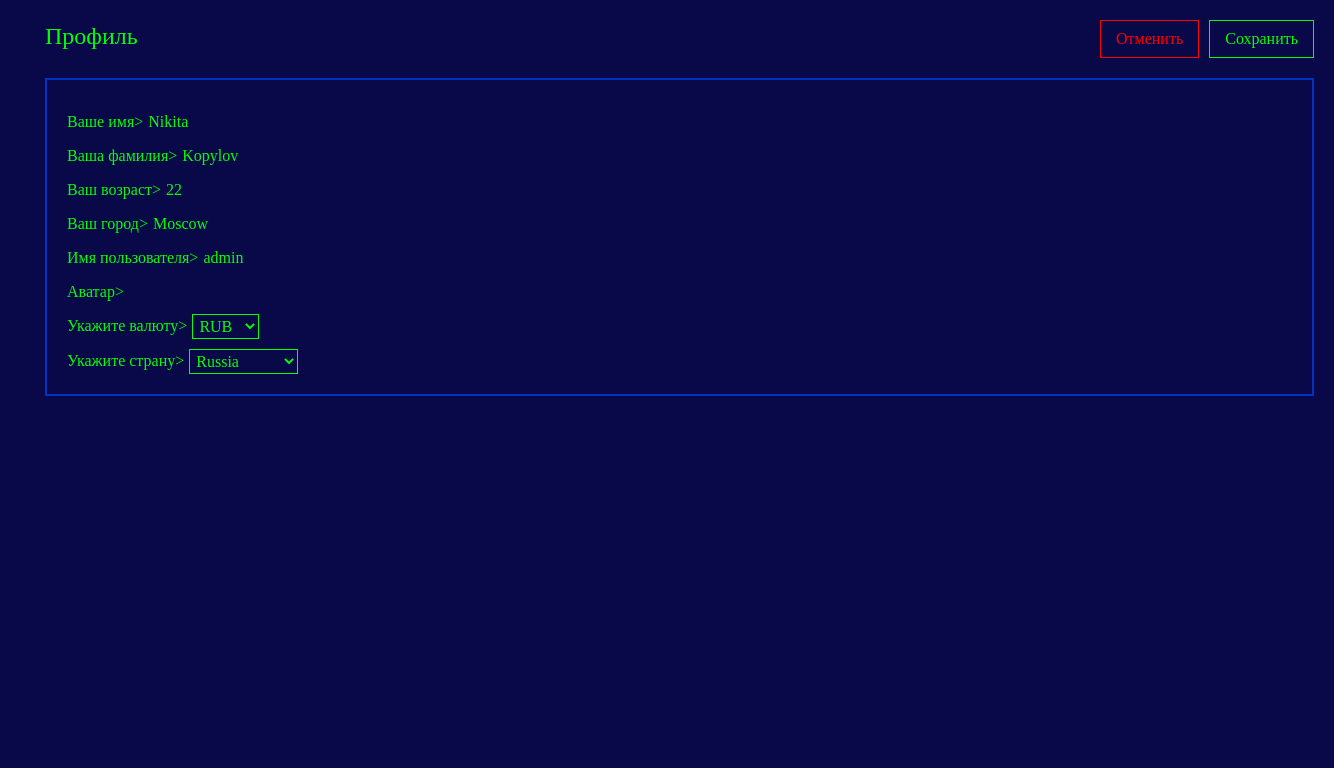 Профиль
Отменить
Сохранить
Ваше имя> Nikita
Ваша фамилия> Kopylov
Ваш возраст> 22
Ваш город> Moscow
Имя пользователя> admin
Аватар>
Укажите валюту> RUB
Укажите страну> Russia